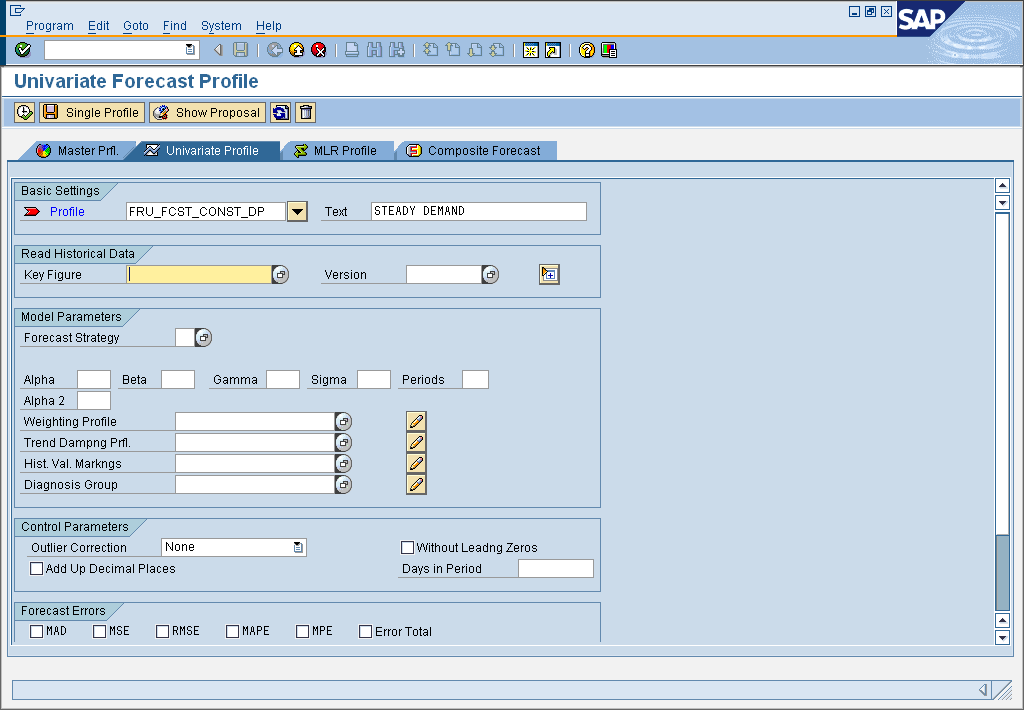 Program Edit Goto Find System Help
SAP
Univariate Forecast Profile
Single Profile Show Proposal
Master Prfl. Univariate Profile MLR Profile Composite Forecast
Basic Settings
Profile FRU_FCST_CONST_DP Text STEADY DEMAND
Read Historical Data
Key Figure Version
Model Parameters
Forecast Strategy
Alpha Beta Gamma Sigma Periods
Alpha 2
Weighting Profile
Trend Dampng Prfl.
Hist. Val. Markngs
Diagnosis Group
Control Parameters
Outlier Correction None Without Leadng Zeros
Add Up Decimal Places Days in Period
Forecast Errors
MAD MSE RMSE MAPE MPE Error Total